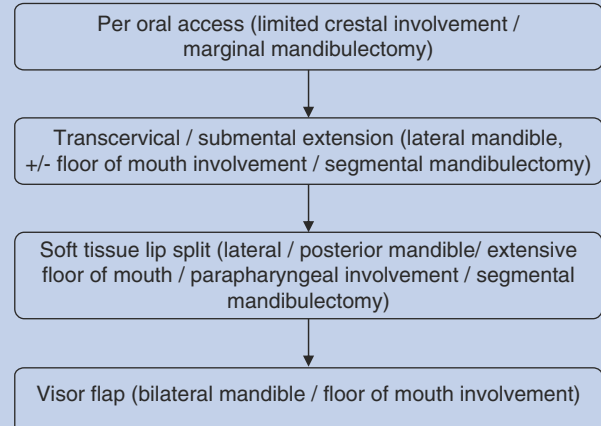 Per oral access (limited crestal involvement /
marginal mandibulectomy)
Transcervical / submental extension (lateral mandible,
+/- floor of mouth involvement / segmental mandibulectomy)
Soft tissue lip split (lateral / posterior mandible/ extensive
floor of mouth / parapharyngeal involvement / segmental
mandibulectomy)
Visor flap (bilateral mandible / floor of mouth involvement)